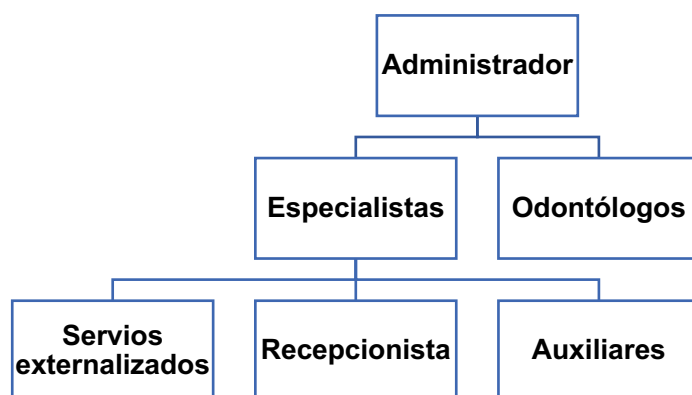 Administrador
Especialistas
Odontólogos
Servios
externalizados
Recepcionista
Auxiliares